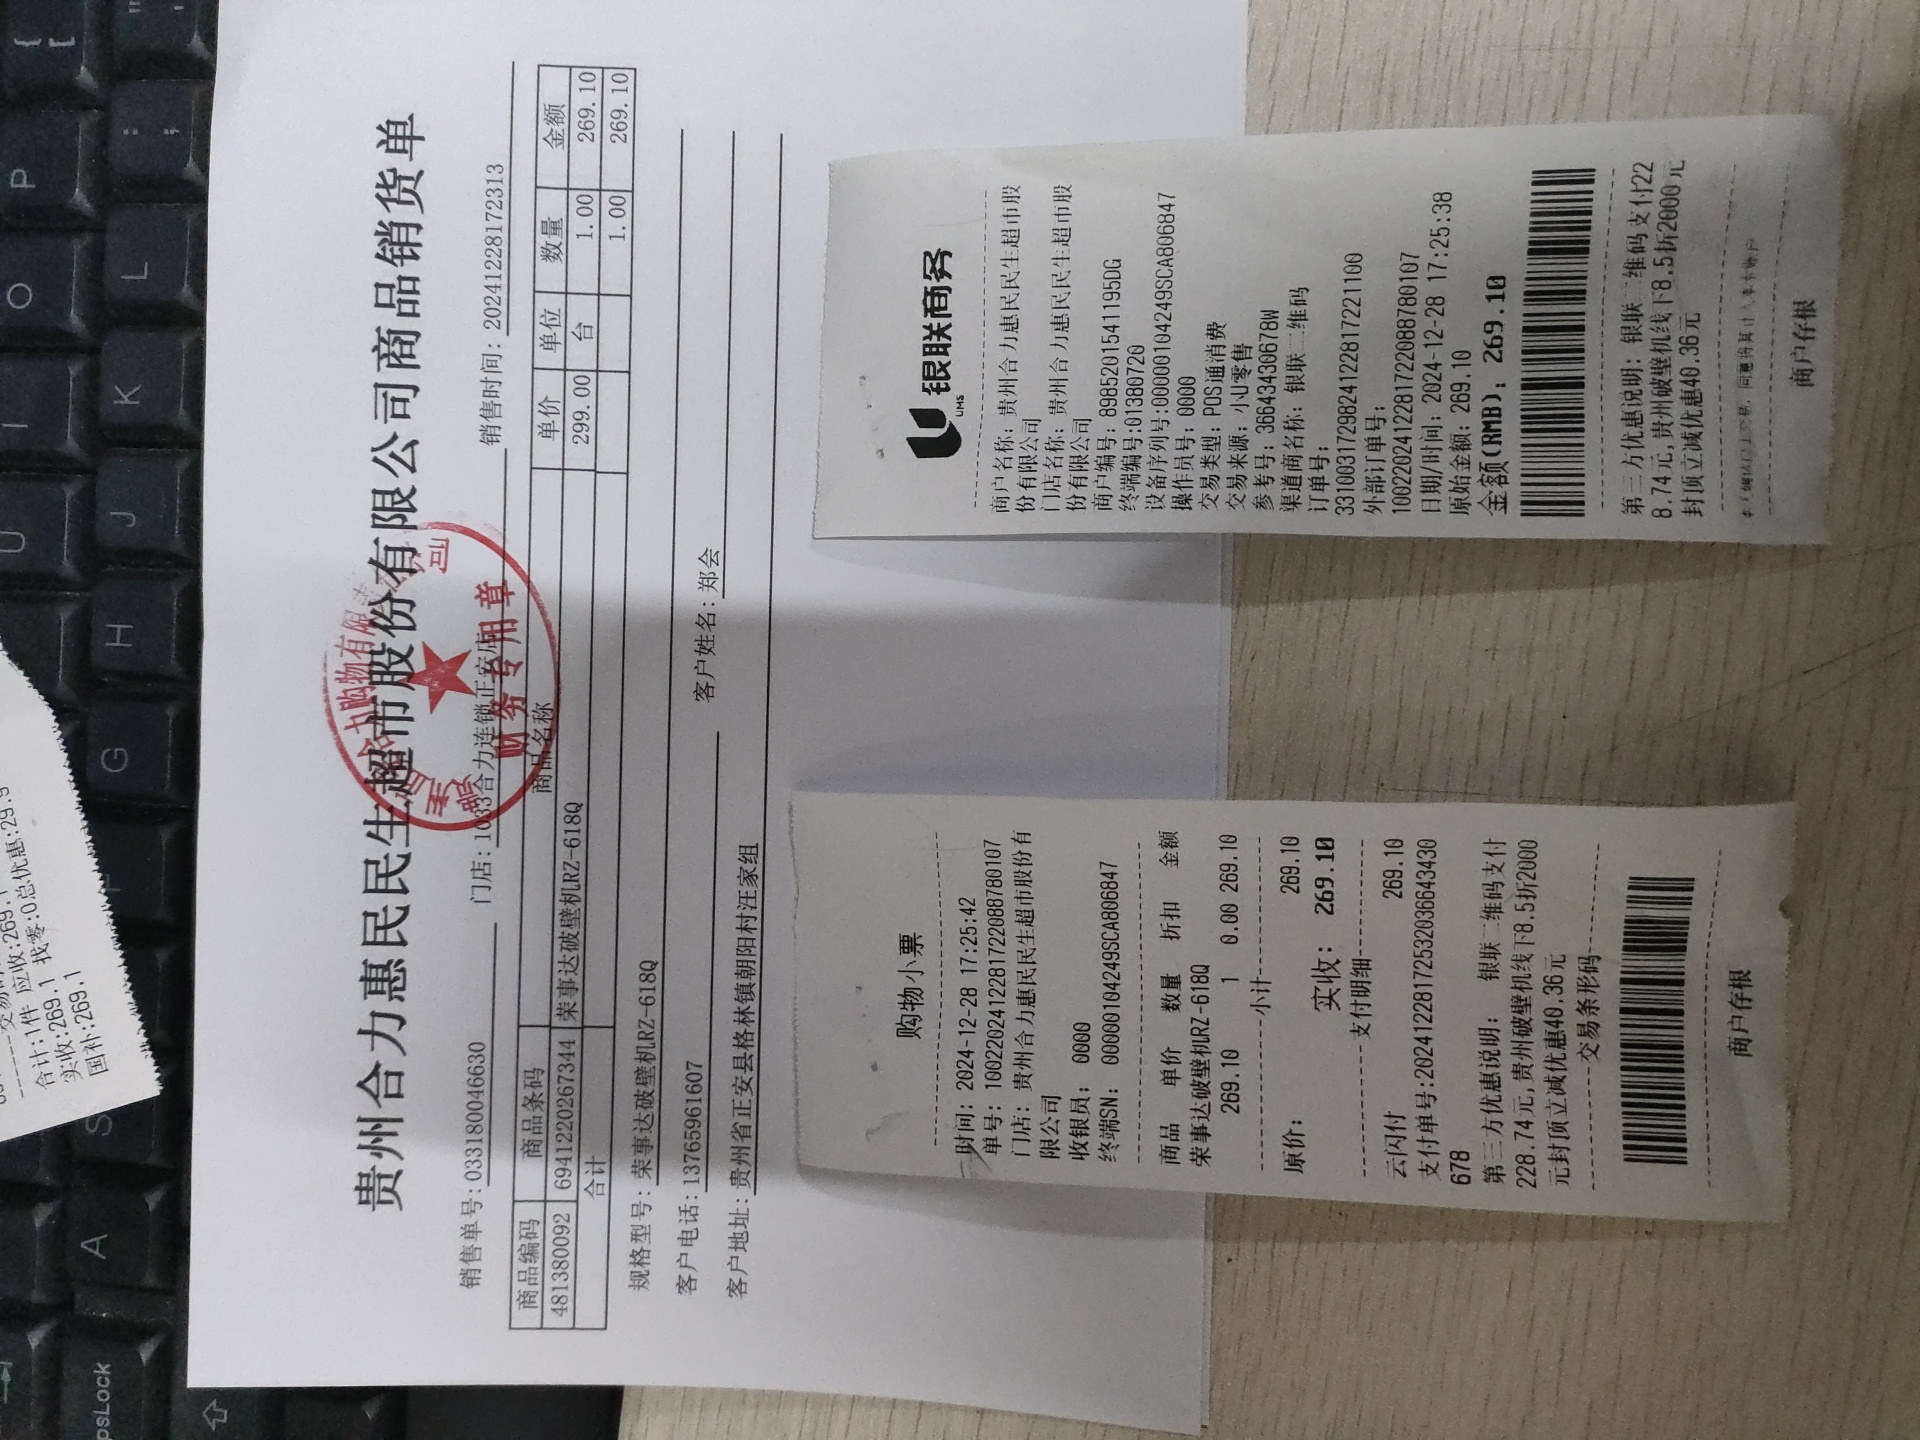 贵州合力惠民民生超市股份有限公司商品销货单
销售单号: 03318004 6630 门店: 1033合力连锁正安店 销售时间: 20241228172313
商品编码 商品条码 商品名称 单价 单位 数量 金额
481380092 6941220267344 荣事达破壁机RZ-618Q 299.00 台 1.00 269.10
合计 1.00 269.10
规格型号: 荣事达破壁机RZ-618Q
客户电话: 13765961607 客户姓名: 郑会
客户地址: 贵州省正安县格林镇朝阳村汪家组
购物有限
财务专用章
合计:1件 应收:269.1
实收:269.1 找零:0总优惠:29.9
国补:269.1
购物小票
时间: 2024-12-28 17:25:42
单号: 10022024122817220887 80107
门店: 贵州合力惠民民生超市股份有
限公司
收银员: 0000
终端SN: 00000104249SCA806847
商品 单价 数量 折扣 金额
荣事达破壁机RZ-618Q
269.10 1 0.00 269.10
小计
原价: 269.10
实收: 269.10
支付明细
云闪付 269.10
支付单号:20241228172532036643430
678
第三方优惠说明: 银联二维码支付
228.74元,贵州破壁机线下8.5折2000
元封顶立减优惠40.36元
交易条形码
商户存根
银联商务
UMS
商户名称: 贵州合力惠民民生超市股
份有限公司
门店名称: 贵州合力惠民民生超市股
份有限公司
商户编号: 8985201541195DG
终端编号:01380720
设备序列号:00000104249SCA806847
操作员号: 0000
交易类型: POS通消费
交易来源: 小U零售
参考号: 36643430678W
渠道商名称: 银联二维码
订单号:
33100317298241228172 21100
外部订单号:
10022024122817220887 80107
日期/时间: 2024-12-28 17:25:38
原始金额: 269.10
金额(RMB): 269.10
第三方优惠说明: 银联二维码支付22
8.74元,贵州破壁机线下8.5折2000元
封顶立减优惠40.36元
商户存根